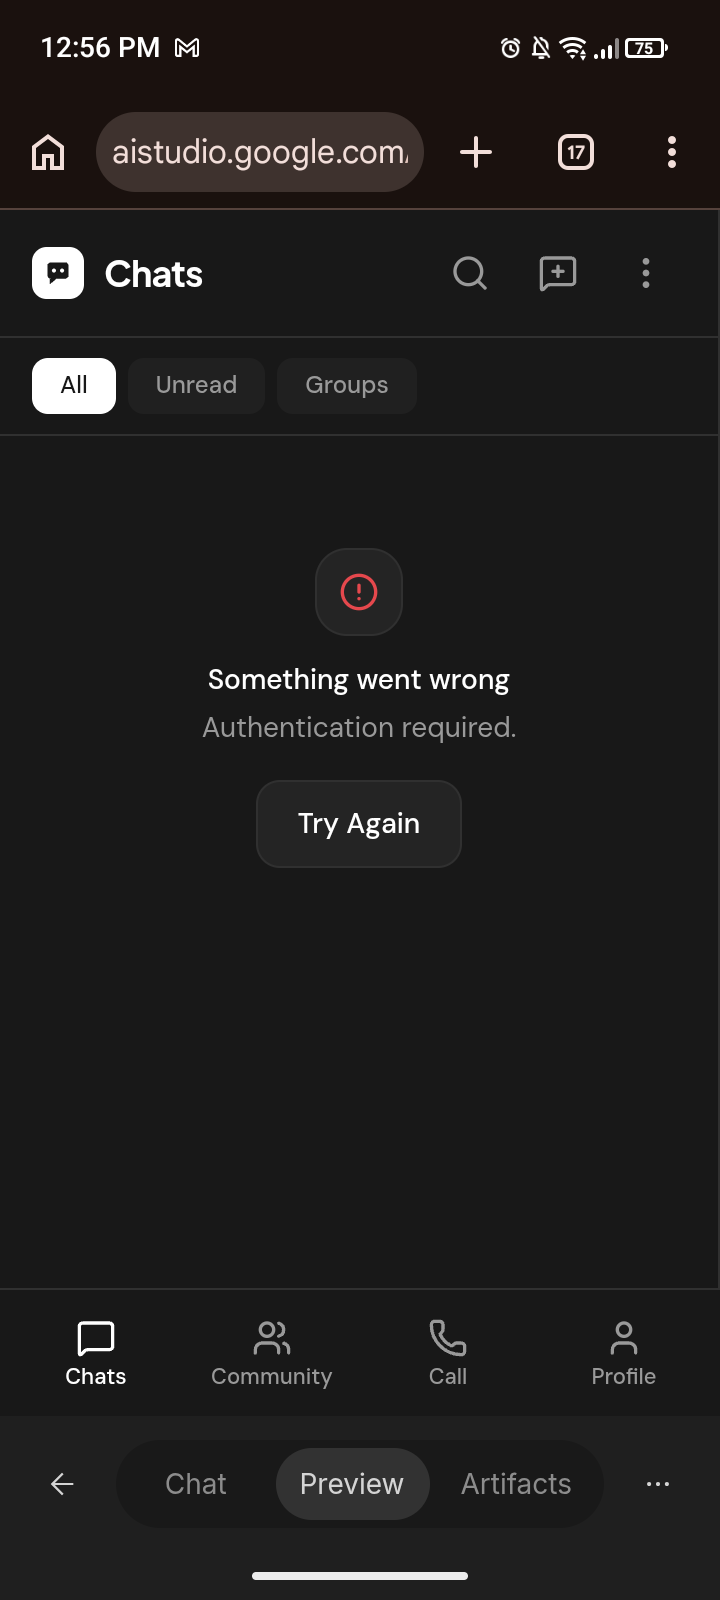 12:56 PM
75
aistudio.google.com/
17
Chats
All
Unread
Groups
Something went wrong
Authentication required.
Try Again
Chats
Community
Call
Profile
Chat
Preview
Artifacts